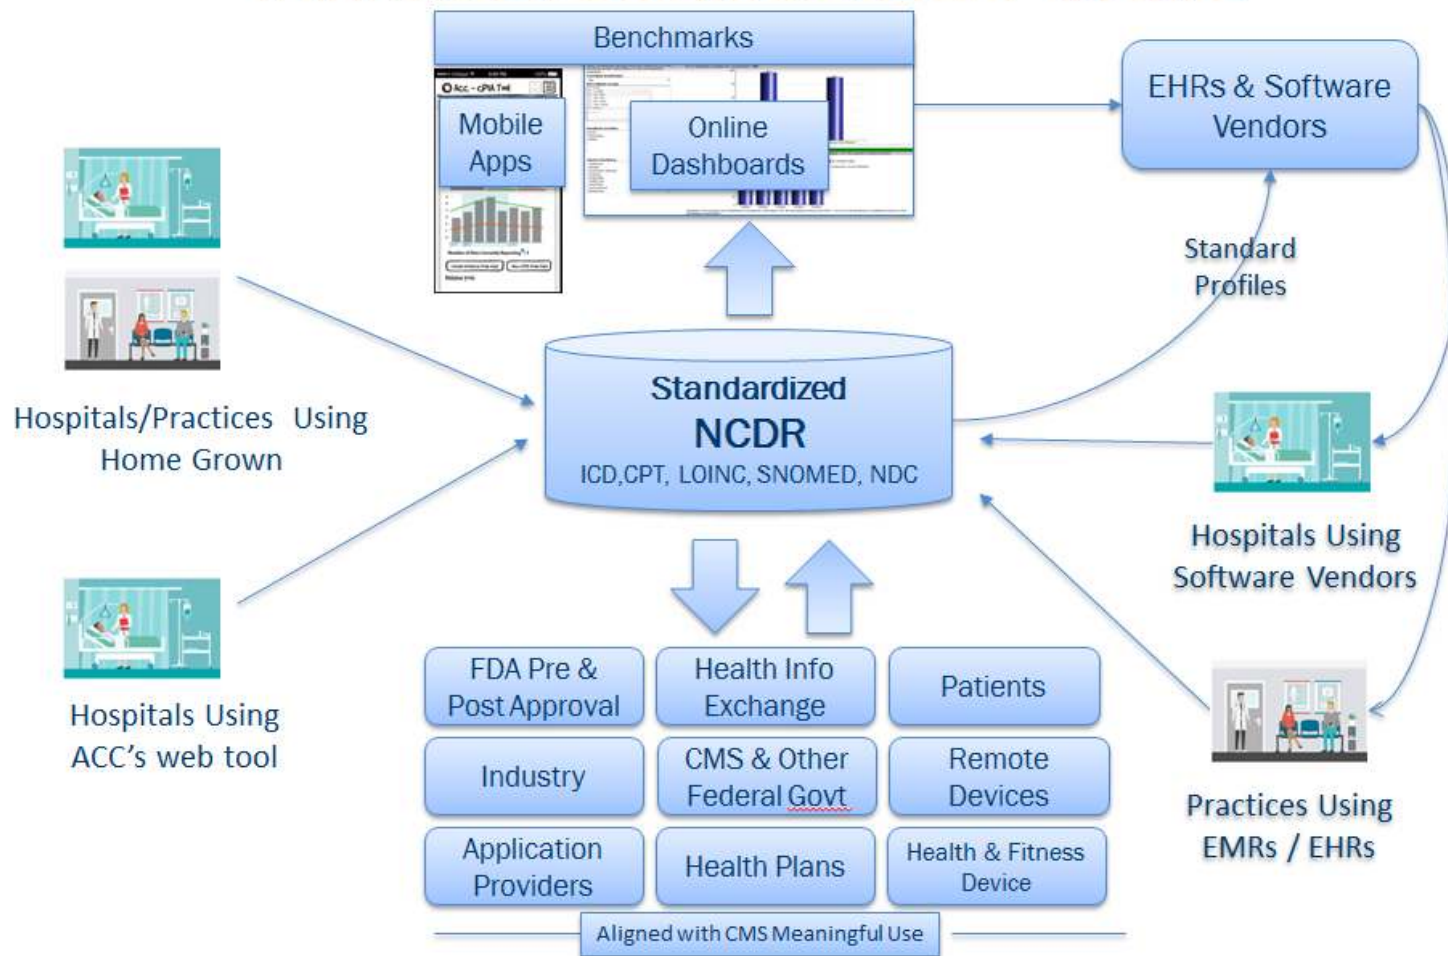 Benchmarks
Acc. - cPIA Tool
Mobile
Apps
Online
Dashboards
EHRs & Software
Vendors
Standard
Profiles
Hospitals/Practices Using
Home Grown
Standardized
NCDR
ICD,CPT, LOINC, SNOMED, NDC
Hospitals Using
Software Vendors
Hospitals Using
ACC's web tool
FDA Pre &
Post Approval
Health Info
Exchange
Patients
Industry
CMS & Other
Federal Govt
Remote
Devices
Practices Using
EMRs / EHRs
Application
Providers
Health Plans
Health & Fitness
Device
Aligned with CMS Meaningful Use